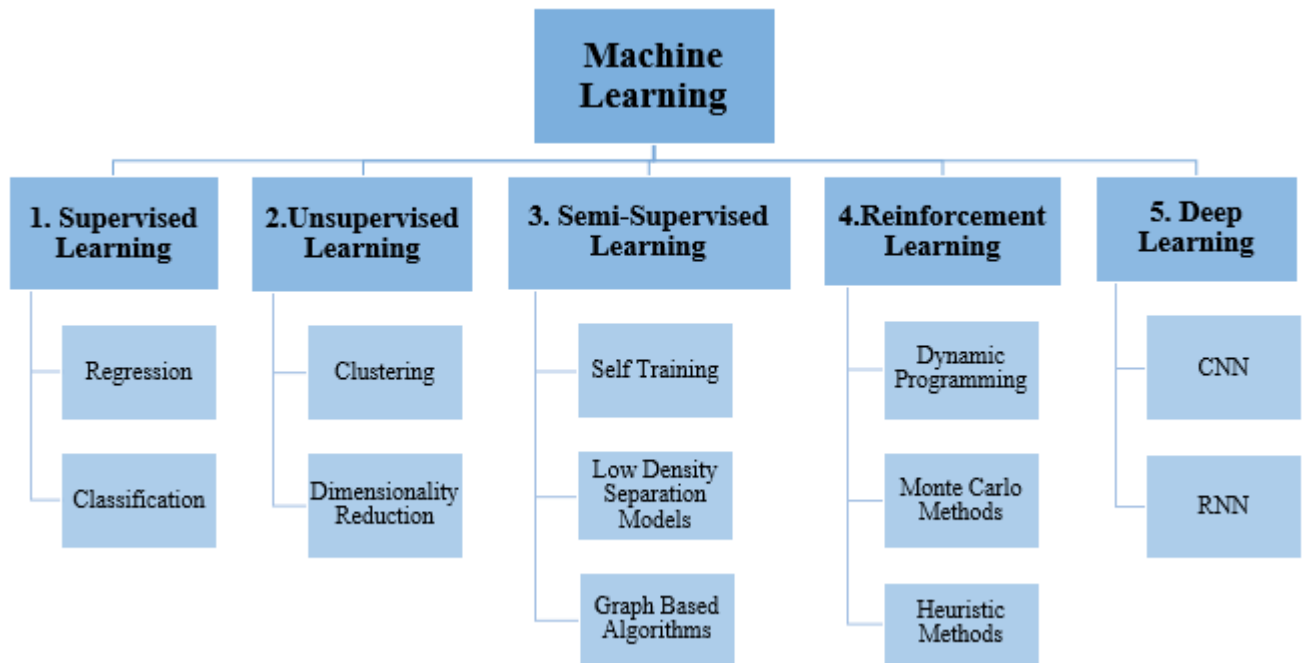 Machine
Learning
1. Supervised
Learning
2.Unsupervised
Learning
3. Semi-Supervised
Learning
4.Reinforcement
Learning
5. Deep
Learning
Regression
Classification
Clustering
Dimensionality
Reduction
Self Training
Low Density
Separation
Models
Graph Based
Algorithms
Dynamic
Programming
Monte Carlo
Methods
Heuristic
Methods
CNN
RNN